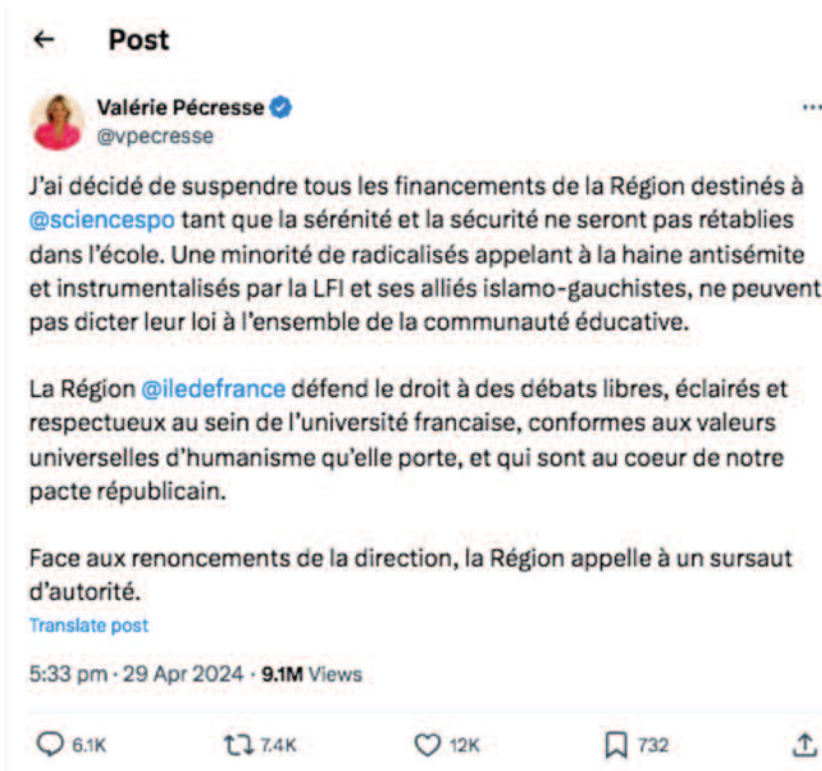 Post
Valérie Pécresse
@vpecresse
J'ai décidé de suspendre tous les financements de la Région destinés à
@sciencespo tant que la sérénité et la sécurité ne seront pas rétablies
dans l'école. Une minorité de radicalisés appelant à la haine antisémite
et instrumentalisés par la LFI et ses alliés islamo-gauchistes, ne peuvent
pas dicter leur loi à l'ensemble de la communauté éducative.
La Région @iledefrance défend le droit à des débats libres, éclairés et
respectueux au sein de l'université francaise, conformes aux valeurs
universelles d'humanisme qu'elle porte, et qui sont au coeur de notre
pacte républicain.
Face aux renoncements de la direction, la Région appelle à un sursaut
d'autorité.
Translate post
5:33 pm · 29 Apr 2024 · 9.1M Views
6.1K 7.4K 12K 732